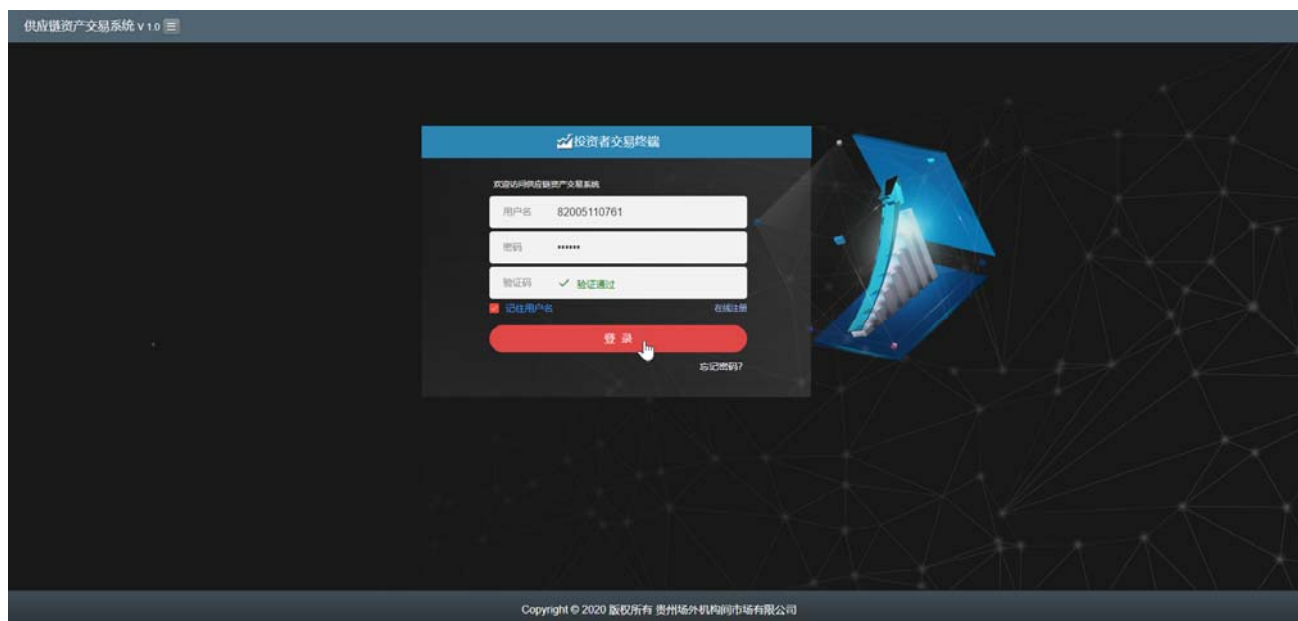 供应链资产交易系统 V 1.0
投资者交易终端
欢迎访问供应链资产交易系统
用户名 82005110761
密码 ••••••
验证码 ✓ 验证通过
记住用户名 在线注册
登 录
忘记密码?
Copyright © 2020 版权所有 贵州场外机构间市场有限公司